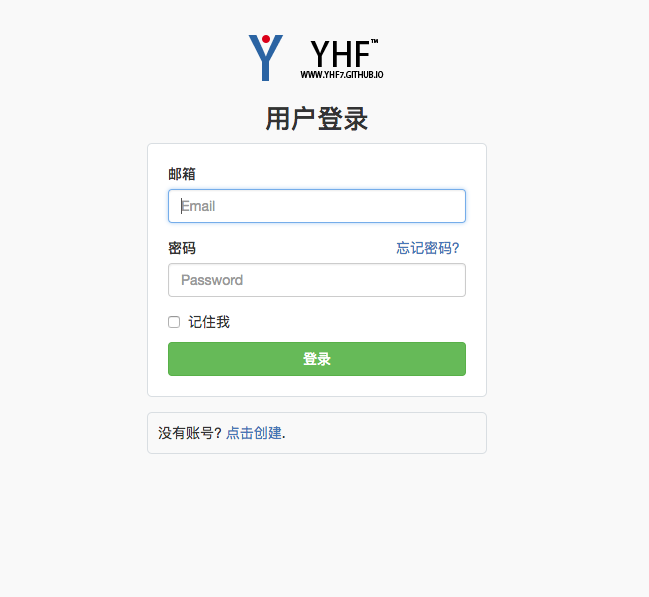 YHF™
WWW.YHF7.GITHUB.IO
用户登录
邮箱
Email
密码 忘记密码?
Password
记住我
登录
没有账号? 点击创建.